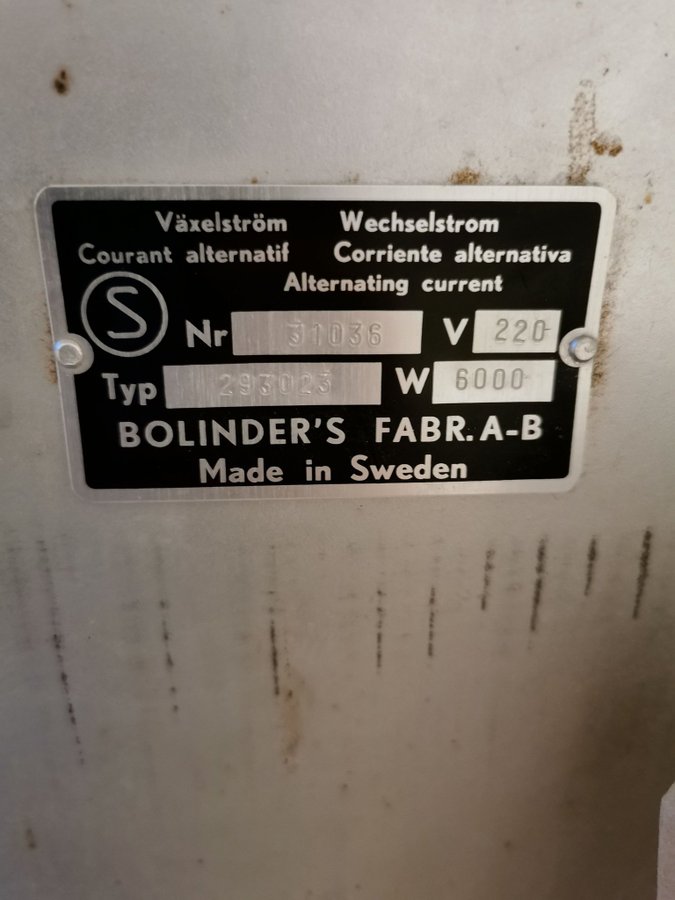 Växelström Wechselstrom
Courant alternatif Corriente alternativa
Alternating current
S Nr 31036 V 220
Typ 293023 W 6000
BOLINDER'S FABR. A-B
Made in Sweden